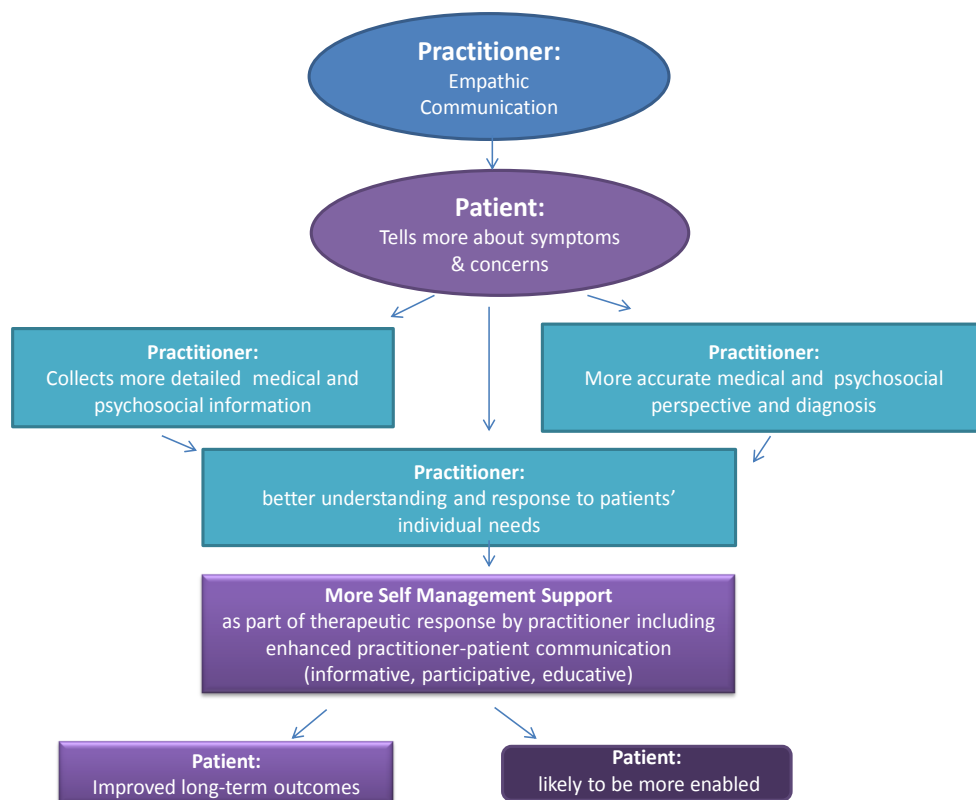 Practitioner:
Empathic
Communication
Patient:
Tells more about symptoms
& concerns
Practitioner:
Collects more detailed medical and
psychosocial information
Practitioner:
More accurate medical and psychosocial
perspective and diagnosis
Practitioner:
better understanding and response to patients'
individual needs
More Self Management Support
as part of therapeutic response by practitioner including
enhanced practitioner-patient communication
(informative, participative, educative)
Patient:
Improved long-term outcomes
Patient:
likely to be more enabled